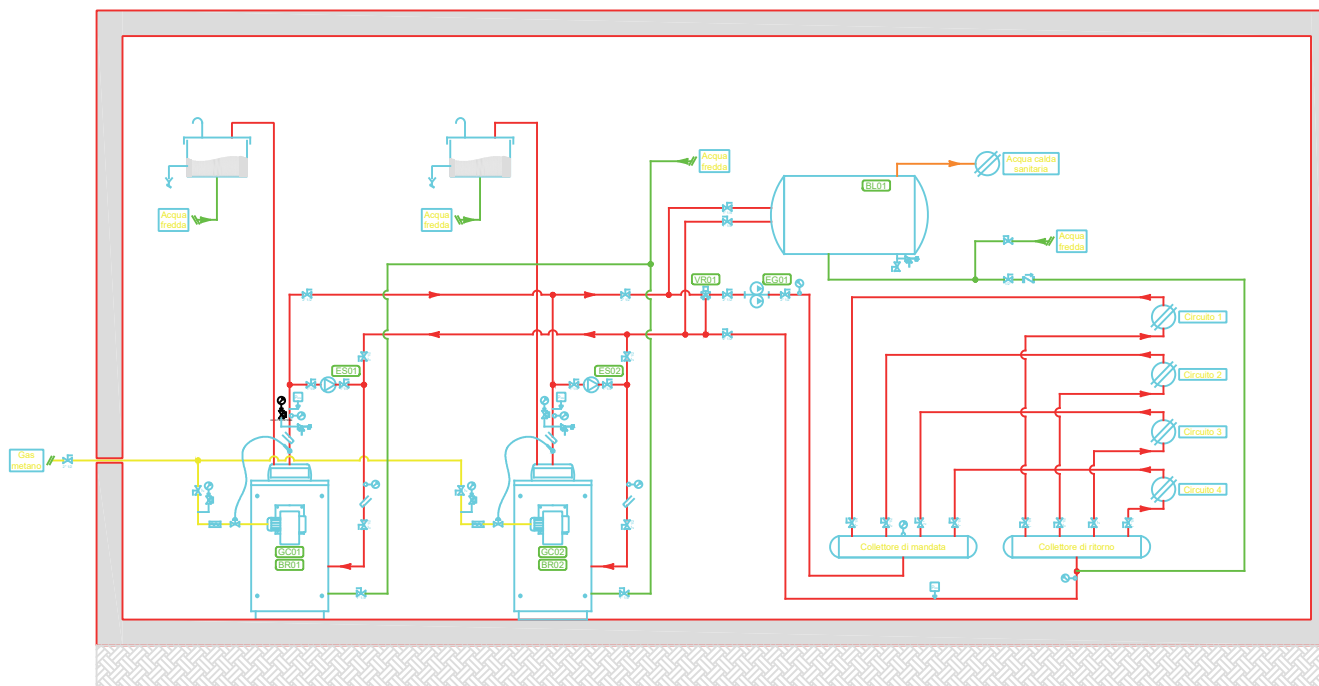 Acqua
fredda
Acqua
fredda
Acqua
fredda
Acqua calda
sanitaria
BL01
Acqua
fredda
VR01
EG01
Circuito 1
ES01
ES02
Circuito 2
Circuito 3
Gas
metano
Circuito 4
Collettore di mandata
Collettore di ritorno
GC01
BR01
GC02
BR02